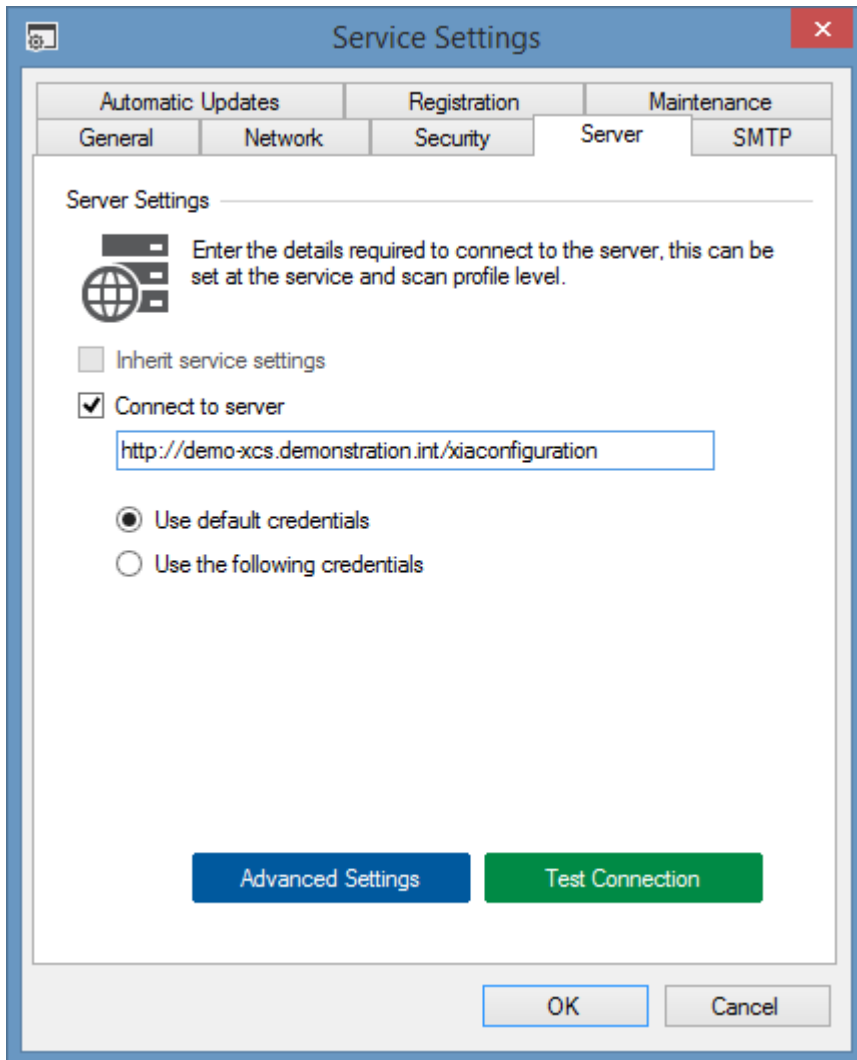 Service Settings
Automatic Updates Registration Maintenance
General Network Security Server SMTP
Server Settings
Enter the details required to connect to the server, this can be
set at the service and scan profile level.
Inherit service settings
Connect to server
http://demo-xcs.demonstration.int/xiaconfiguration
Use default credentials
Use the following credentials
Advanced Settings Test Connection
OK Cancel